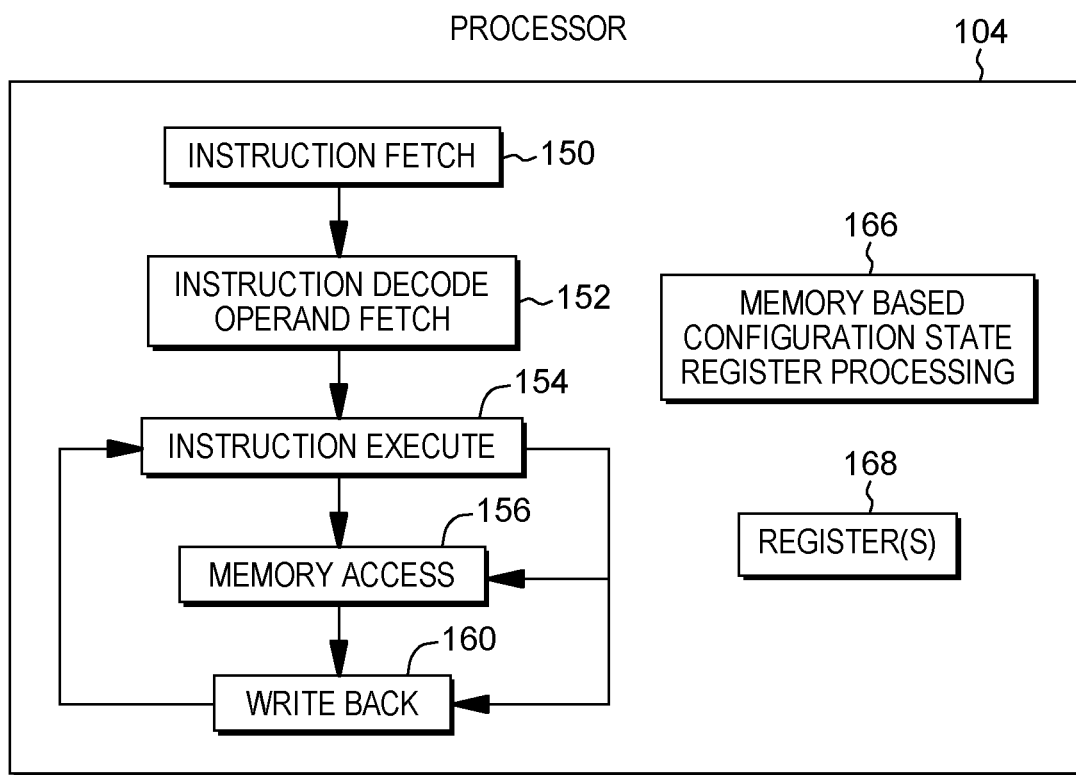 PROCESSOR
104
INSTRUCTION FETCH
150
INSTRUCTION DECODE
OPERAND FETCH
152
154
INSTRUCTION EXECUTE
156
MEMORY ACCESS
160
WRITE BACK
166
MEMORY BASED
CONFIGURATION STATE
REGISTER PROCESSING
168
REGISTER(S)